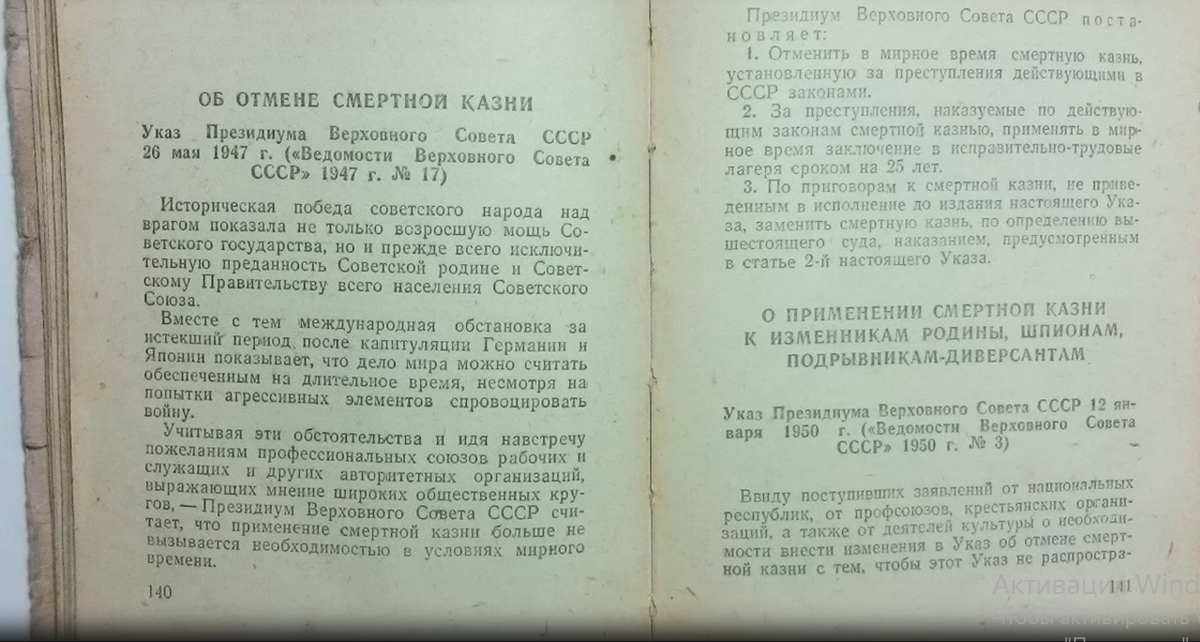 ОБ ОТМЕНЕ СМЕРТНОЙ КАЗНИ
Указ Президиума Верховного Совета СССР
26 мая 1947 г. («Ведомости Верховного Совета
СССР» 1947 г. № 17)
Историческая победа советского народа над
врагом показала не только возросшую мощь Со-
ветского государства, но и прежде всего исключи-
тельную преданность Советской родине и Совет-
скому Правительству всего населения Советского
Союза.
Вместе с тем международная обстановка за
истекший период после капитуляции Германии и
Японии показывает, что дело мира можно считать
обеспеченным на длительное время, несмотря на
попытки агрессивных элементов спровоцировать
войну.
Учитывая эти обстоятельства и идя навстречу
пожеланиям профессиональных союзов рабочих и
служащих и других авторитетных организаций,
выражающих мнение широких общественных кру-
гов, — Президиум Верховного Совета СССР счи-
тает, что применение смертной казни больше не
вызывается необходимостью в условиях мирного
времени.
140
Президиум Верховного Совета СССР поста-
новляет:
1. Отменить в мирное время смертную казнь,
установленную за преступления действующими в
СССР законами.
2. За преступления, наказуемые по действую-
щим законам смертной казнью, применять в мир-
ное время заключение в исправительно-трудовые
лагеря сроком на 25 лет.
3. По приговорам к смертной казни, не приве-
денным в исполнение до издания настоящего Ука-
за, заменить смертную казнь, по определению вы-
шестоящего суда, наказанием, предусмотренным
в статье 2-й настоящего Указа.
О ПРИМЕНЕНИИ СМЕРТНОЙ КАЗНИ
К ИЗМЕННИКАМ РОДИНЫ, ШПИОНАМ,
ПОДРЫВНИКАМ-ДИВЕРСАНТАМ
Указ Президиума Верховного Совета СССР 12 ян-
варя 1950 г. («Ведомости Верховного Совета
СССР» 1950 г. № 3)
Ввиду поступивших заявлений от национальных
республик, от профсоюзов, крестьянских органи-
заций, а также от деятелей культуры о необходи-
мости внести изменения в Указ об отмене смерт-
ной казни с тем, чтобы этот Указ не распростра-
141
Активация Wind
Чтобы активировать